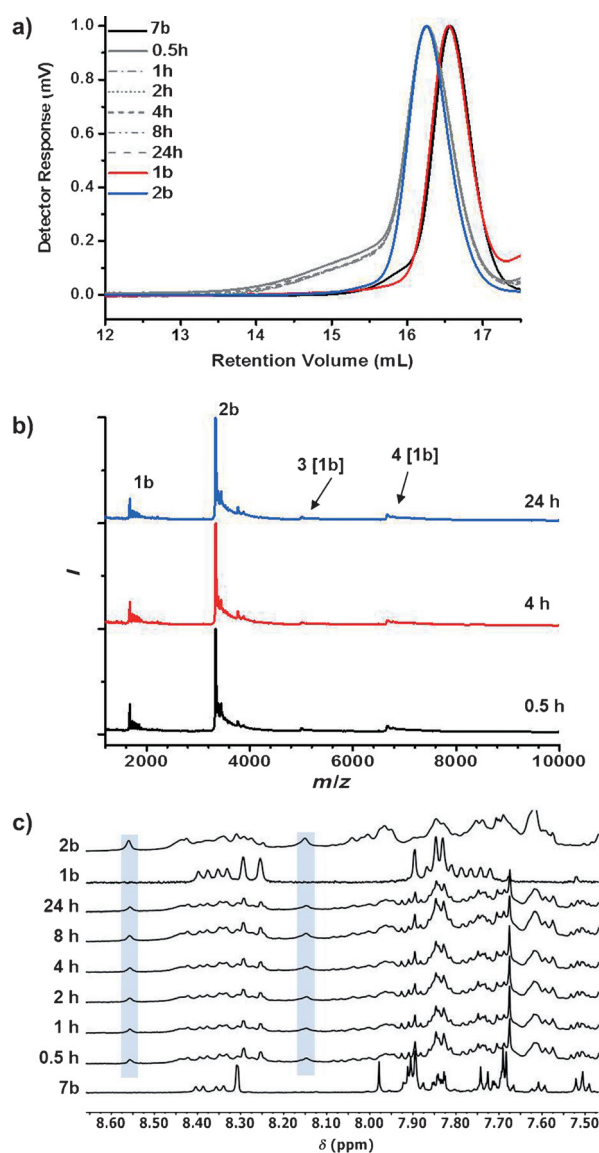 a)
7b
0.5h
1h
2h
4h
8h
24h
1b
2b
Detector Response (mV)
1.0
0.8
0.6
0.4
0.2
0.0
12 13 14 15 16 17
Retention Volume (mL)
b)
2b
1b
3 [1b]
4 [1b]
24 h
4 h
0.5 h
I
2000 4000 6000 8000 10000
m/z
c)
2b
1b
24 h
8 h
4 h
2 h
1 h
0.5 h
7b
8.60 8.50 8.40 8.30 8.20 8.10 8.00 7.90 7.80 7.70 7.60 7.50
δ (ppm)